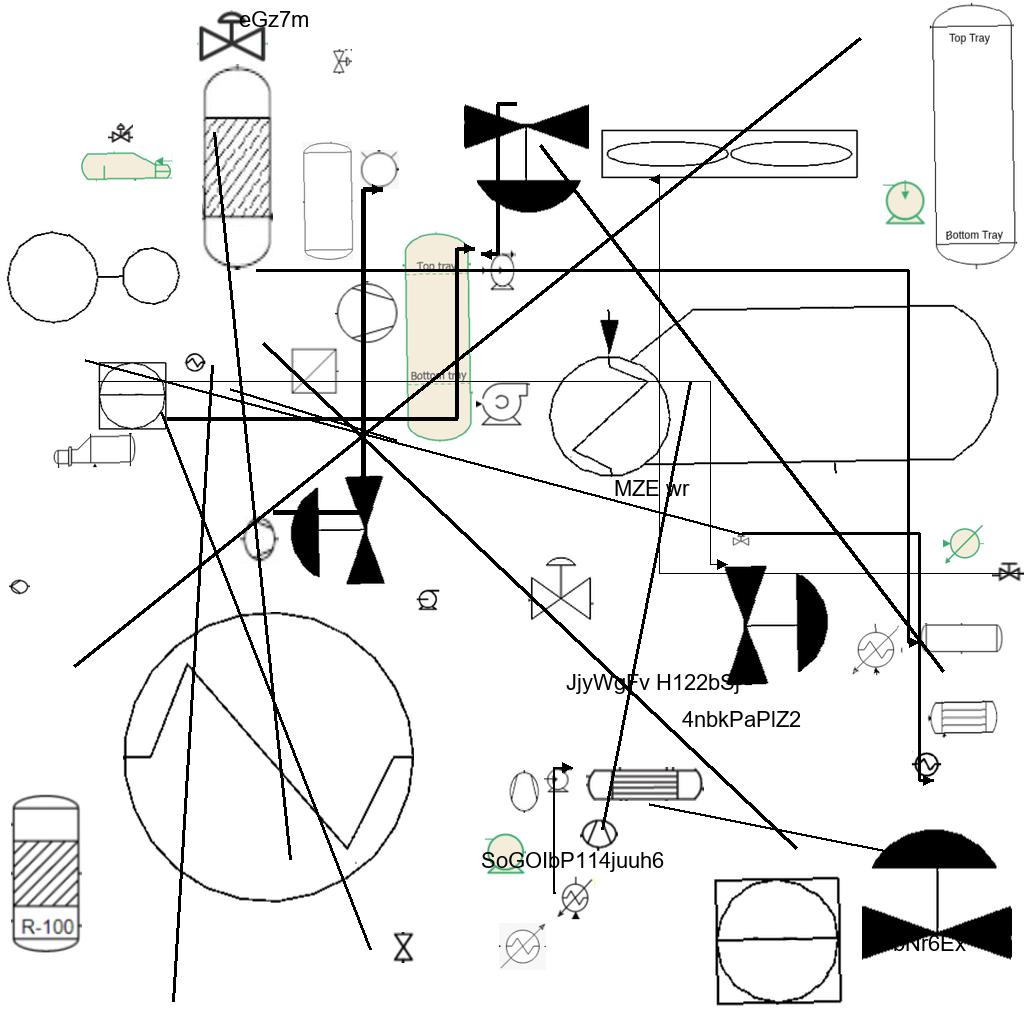 eGz7m
Top Tray
Bottom Tray
Top tray
Bottom tray
MZE wr
JjyWgFv H122bSj
4nbkPaPlZ2
SoGOlbP114juuh6
R-100
bNr6Ex